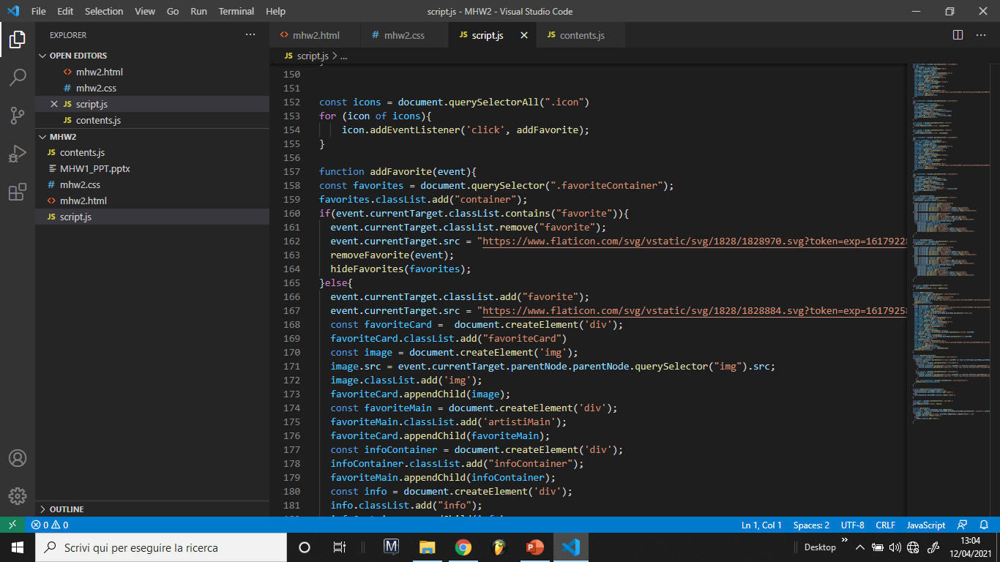 File Edit Selection View Go Run Terminal Help
script.js - MHW2 - Visual Studio Code
EXPLORER
OPEN EDITORS
mhw2.html
mhw2.css
JS script.js
JS contents.js
MHW2
JS contents.js
MHW1_PPT.pptx
mhw2.css
mhw2.html
JS script.js
OUTLINE
mhw2.html
mhw2.css
JS script.js
JS contents.js
JS script.js > ...
150
151
152 const icons = document.querySelectorAll(".icon")
153 for (icon of icons){
154 icon.addEventListener('click', addFavorite);
155 }
156
157 function addFavorite(event){
158 const favorites = document.querySelector(".favoriteContainer");
159 favorites.classList.add("container");
160 if(event.currentTarget.classList.contains("favorite")){
161 event.currentTarget.classList.remove("favorite");
162 event.currentTarget.src = "https://www.flaticon.com/svg/vstatic/svg/1828/1828970.svg?token=exp=1617922
163 removeFavorite(event);
164 hideFavorites(favorites);
165 }else{
166 event.currentTarget.classList.add("favorite");
167 event.currentTarget.src = "https://www.flaticon.com/svg/vstatic/svg/1828/1828884.svg?token=exp=1617925
168 const favoriteCard = document.createElement('div');
169 favoriteCard.classList.add("favoriteCard")
170 const image = document.createElement('img');
171 image.src = event.currentTarget.parentNode.parentNode.querySelector("img").src;
172 image.classList.add('img');
173 favoriteCard.appendChild(image);
174 const favoriteMain = document.createElement('div');
175 favoriteMain.classList.add('artistiMain');
176 favoriteCard.appendChild(favoriteMain);
177 const infoContainer = document.createElement('div');
178 infoContainer.classList.add("infoContainer");
179 favoriteMain.appendChild(infoContainer);
180 const info = document.createElement('div');
181 info.classList.add("info");
0 0
Ln 1, Col 1 Spaces: 2 UTF-8 CRLF JavaScript
Scrivi qui per eseguire la ricerca
Desktop
13:04
12/04/2021